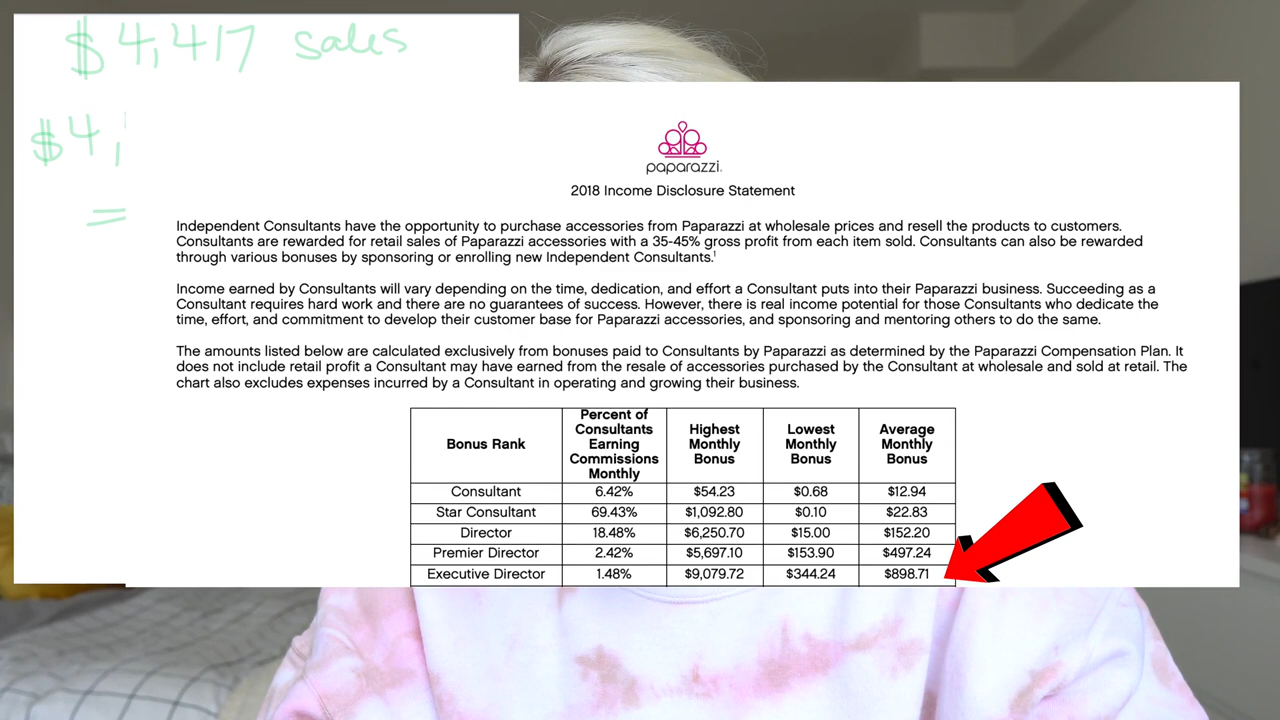 $4,417 sales
$4,
=
paparazzi.
2018 Income Disclosure Statement
Independent Consultants have the opportunity to purchase accessories from Paparazzi at wholesale prices and resell the products to customers.
Consultants are rewarded for retail sales of Paparazzi accessories with a 35-45% gross profit from each item sold. Consultants can also be rewarded
through various bonuses by sponsoring or enrolling new Independent Consultants.¹
Income earned by Consultants will vary depending on the time, dedication, and effort a Consultant puts into their Paparazzi business. Succeeding as a
Consultant requires hard work and there are no guarantees of success. However, there is real income potential for those Consultants who dedicate the
time, effort, and commitment to develop their customer base for Paparazzi accessories, and sponsoring and mentoring others to do the same.
The amounts listed below are calculated exclusively from bonuses paid to Consultants by Paparazzi as determined by the Paparazzi Compensation Plan. It
does not include retail profit a Consultant may have earned from the resale of accessories purchased by the Consultant at wholesale and sold at retail. The
chart also excludes expenses incurred by a Consultant in operating and growing their business.
Bonus Rank
Percent of
Consultants
Earning
Commissions
Monthly
Highest
Monthly
Bonus
Lowest
Monthly
Bonus
Average
Monthly
Bonus
Consultant 6.42% $54.23 $0.68 $12.94
Star Consultant 69.43% $1,092.80 $0.10 $22.83
Director 18.48% $6,250.70 $15.00 $152.20
Premier Director 2.42% $5,697.10 $153.90 $497.24
Executive Director 1.48% $9,079.72 $344.24 $898.71